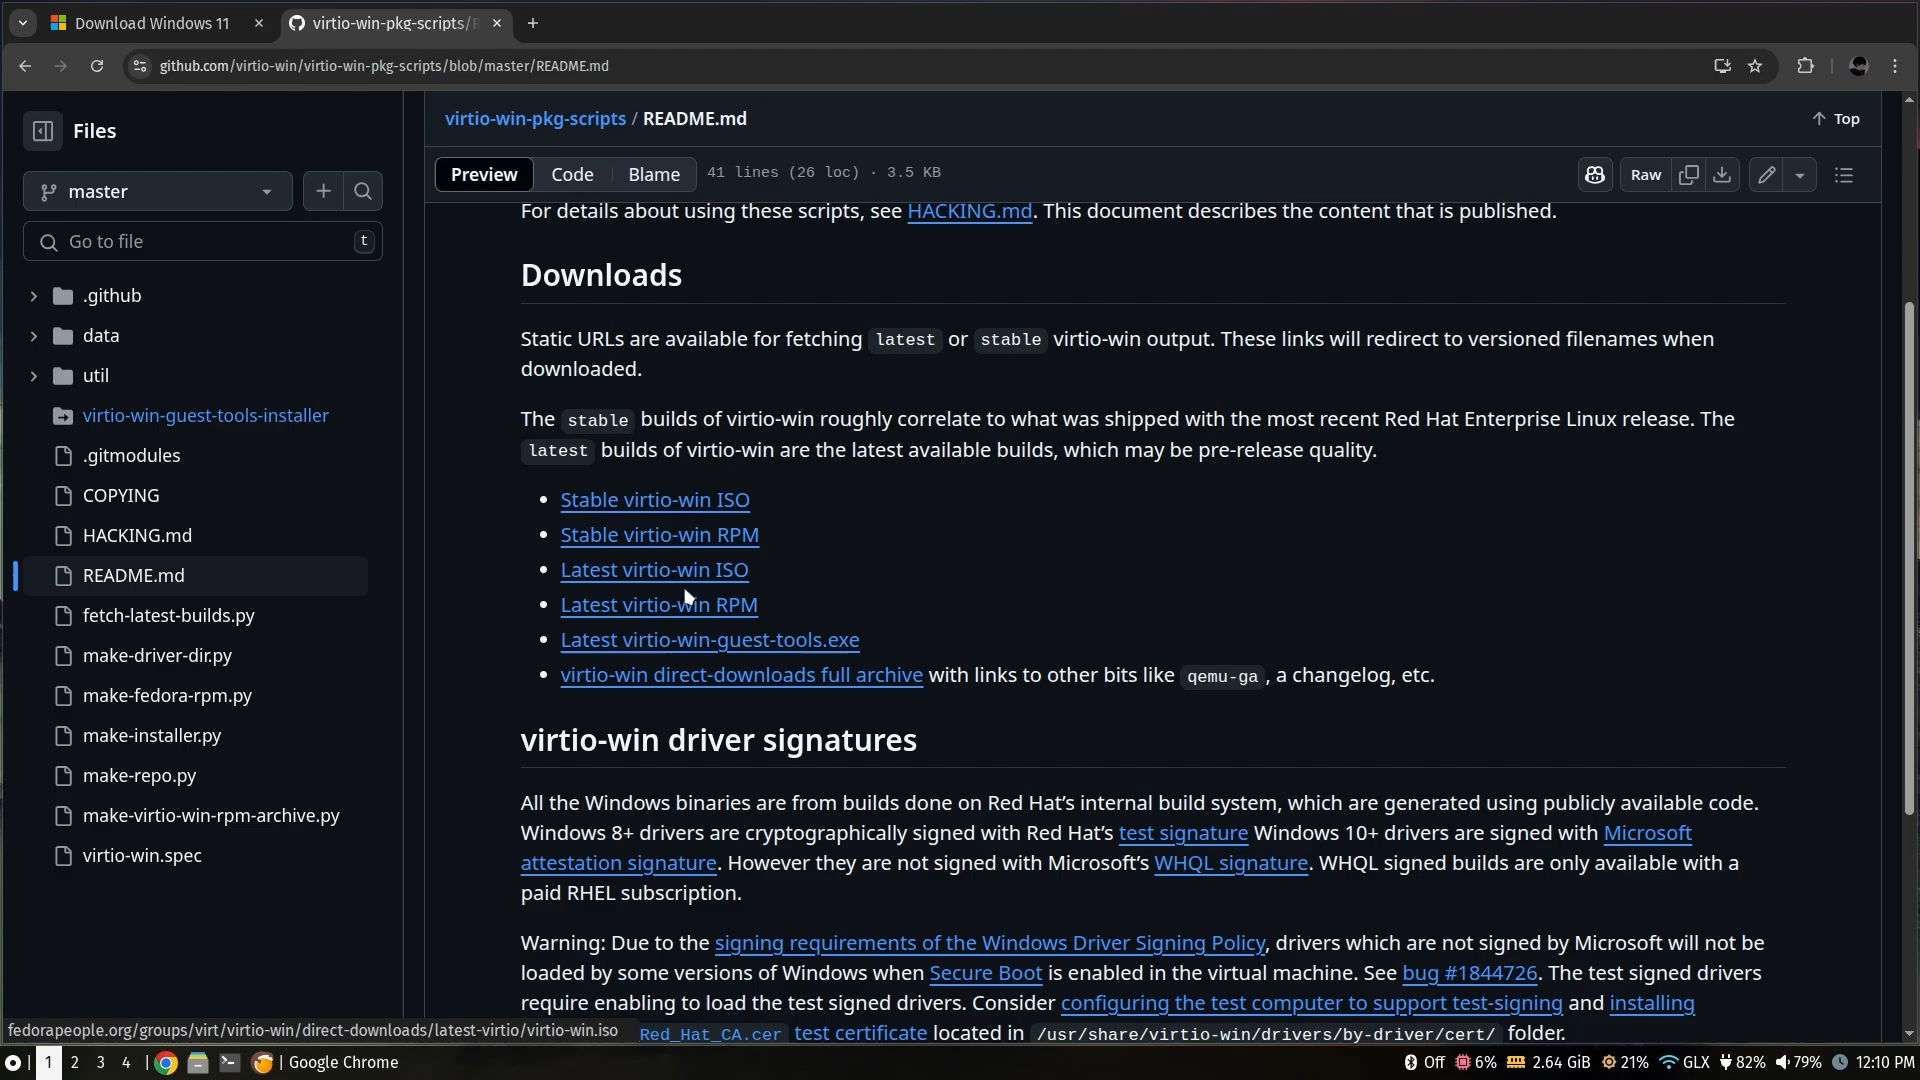 Download Windows 11
virtio-win-pkg-scripts/R
github.com/virtio-win/virtio-win-pkg-scripts/blob/master/README.md
Files
master
Go to file
t
.github
data
util
virtio-win-guest-tools-installer
.gitmodules
COPYING
HACKING.md
README.md
fetch-latest-builds.py
make-driver-dir.py
make-fedora-rpm.py
make-installer.py
make-repo.py
make-virtio-win-rpm-archive.py
virtio-win.spec
virtio-win-pkg-scripts / README.md
Top
Preview Code Blame 41 lines (26 loc) · 3.5 KB
Raw
For details about using these scripts, see HACKING.md. This document describes the content that is published.
Downloads
Static URLs are available for fetching latest or stable virtio-win output. These links will redirect to versioned filenames when
downloaded.
The stable builds of virtio-win roughly correlate to what was shipped with the most recent Red Hat Enterprise Linux release. The
latest builds of virtio-win are the latest available builds, which may be pre-release quality.
• Stable virtio-win ISO
• Stable virtio-win RPM
• Latest virtio-win ISO
• Latest virtio-win RPM
• Latest virtio-win-guest-tools.exe
• virtio-win direct-downloads full archive with links to other bits like qemu-ga, a changelog, etc.
virtio-win driver signatures
All the Windows binaries are from builds done on Red Hat’s internal build system, which are generated using publicly available code.
Windows 8+ drivers are cryptographically signed with Red Hat’s test signature Windows 10+ drivers are signed with Microsoft
attestation signature. However they are not signed with Microsoft’s WHQL signature. WHQL signed builds are only available with a
paid RHEL subscription.
Warning: Due to the signing requirements of the Windows Driver Signing Policy, drivers which are not signed by Microsoft will not be
loaded by some versions of Windows when Secure Boot is enabled in the virtual machine. See bug #1844726. The test signed drivers
require enabling to load the test signed drivers. Consider configuring the test computer to support test-signing and installing
Red_Hat_CA.cer test certificate located in /usr/share/virtio-win/drivers/by-driver/cert/ folder.
fedorapeople.org/groups/virt/virtio-win/direct-downloads/latest-virtio/virtio-win.iso
| 1 2 3 4 | | Google Chrome
Off 6% 2.64 GiB 21% GLX 82% 79% 12:10 PM